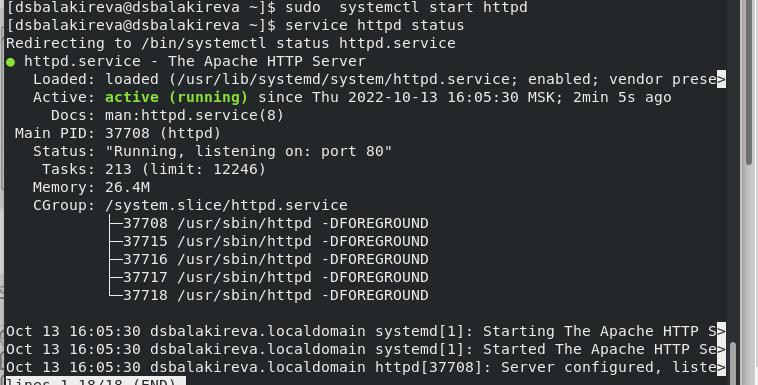 [dsbalakireva@dsbalakireva ~]$ sudo  systemctl start httpd
[dsbalakireva@dsbalakireva ~]$ service httpd status
Redirecting to /bin/systemctl status httpd.service
● httpd.service - The Apache HTTP Server
   Loaded: loaded (/usr/lib/systemd/system/httpd.service; enabled; vendor prese>
   Active: active (running) since Thu 2022-10-13 16:05:30 MSK; 2min 5s ago
     Docs: man:httpd.service(8)
 Main PID: 37708 (httpd)
   Status: "Running, listening on: port 80"
    Tasks: 213 (limit: 12246)
   Memory: 26.4M
   CGroup: /system.slice/httpd.service
           ├─37708 /usr/sbin/httpd -DFOREGROUND
           ├─37715 /usr/sbin/httpd -DFOREGROUND
           ├─37716 /usr/sbin/httpd -DFOREGROUND
           ├─37717 /usr/sbin/httpd -DFOREGROUND
           └─37718 /usr/sbin/httpd -DFOREGROUND
Oct 13 16:05:30 dsbalakireva.localdomain systemd[1]: Starting The Apache HTTP S>
Oct 13 16:05:30 dsbalakireva.localdomain systemd[1]: Started The Apache HTTP Se>
Oct 13 16:05:30 dsbalakireva.localdomain httpd[37708]: Server configured, liste>
lines 1-18/18 (END)